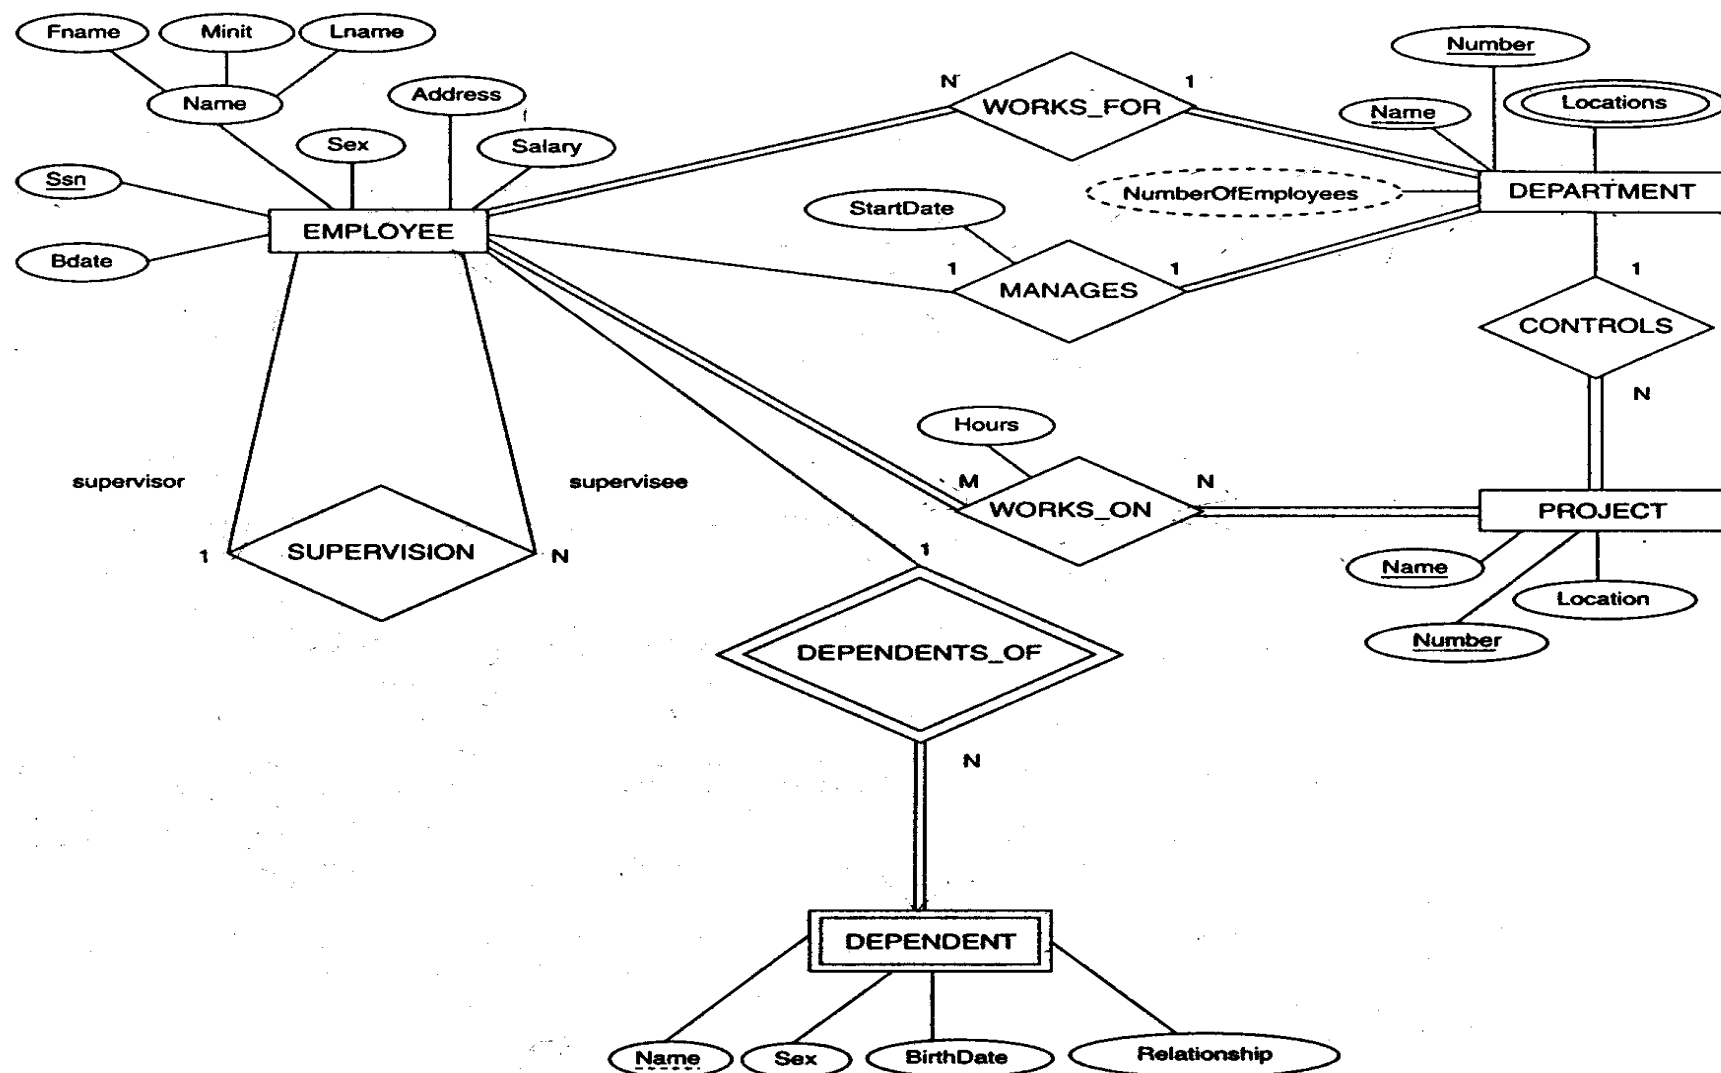 Fname
Minit
Lname
Number
Name
Address
N
WORKS_FOR
1
Name
Locations
Sex
Salary
Ssn
NumberOfEmployees
DEPARTMENT
StartDate
EMPLOYEE
Bdate
1
1
1
MANAGES
CONTROLS
N
Hours
supervisor
supervisee
M
N
WORKS_ON
PROJECT
1
SUPERVISION
N
1
Name
Location
Number
DEPENDENTS_OF
N
DEPENDENT
Name
Sex
BirthDate
Relationship